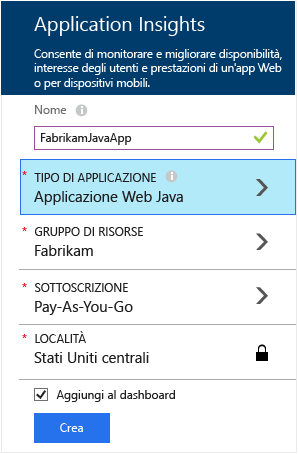 Application Insights
Consente di monitorare e migliorare disponibilità,
interesse degli utenti e prestazioni di un'app Web
o per dispositivi mobili.
Nome
FabrikamJavaApp
* TIPO DI APPLICAZIONE
Applicazione Web Java
* GRUPPO DI RISORSE
Fabrikam
* SOTTOSCRIZIONE
Pay-As-You-Go
* LOCALITÀ
Stati Uniti centrali
Aggiungi al dashboard
Crea